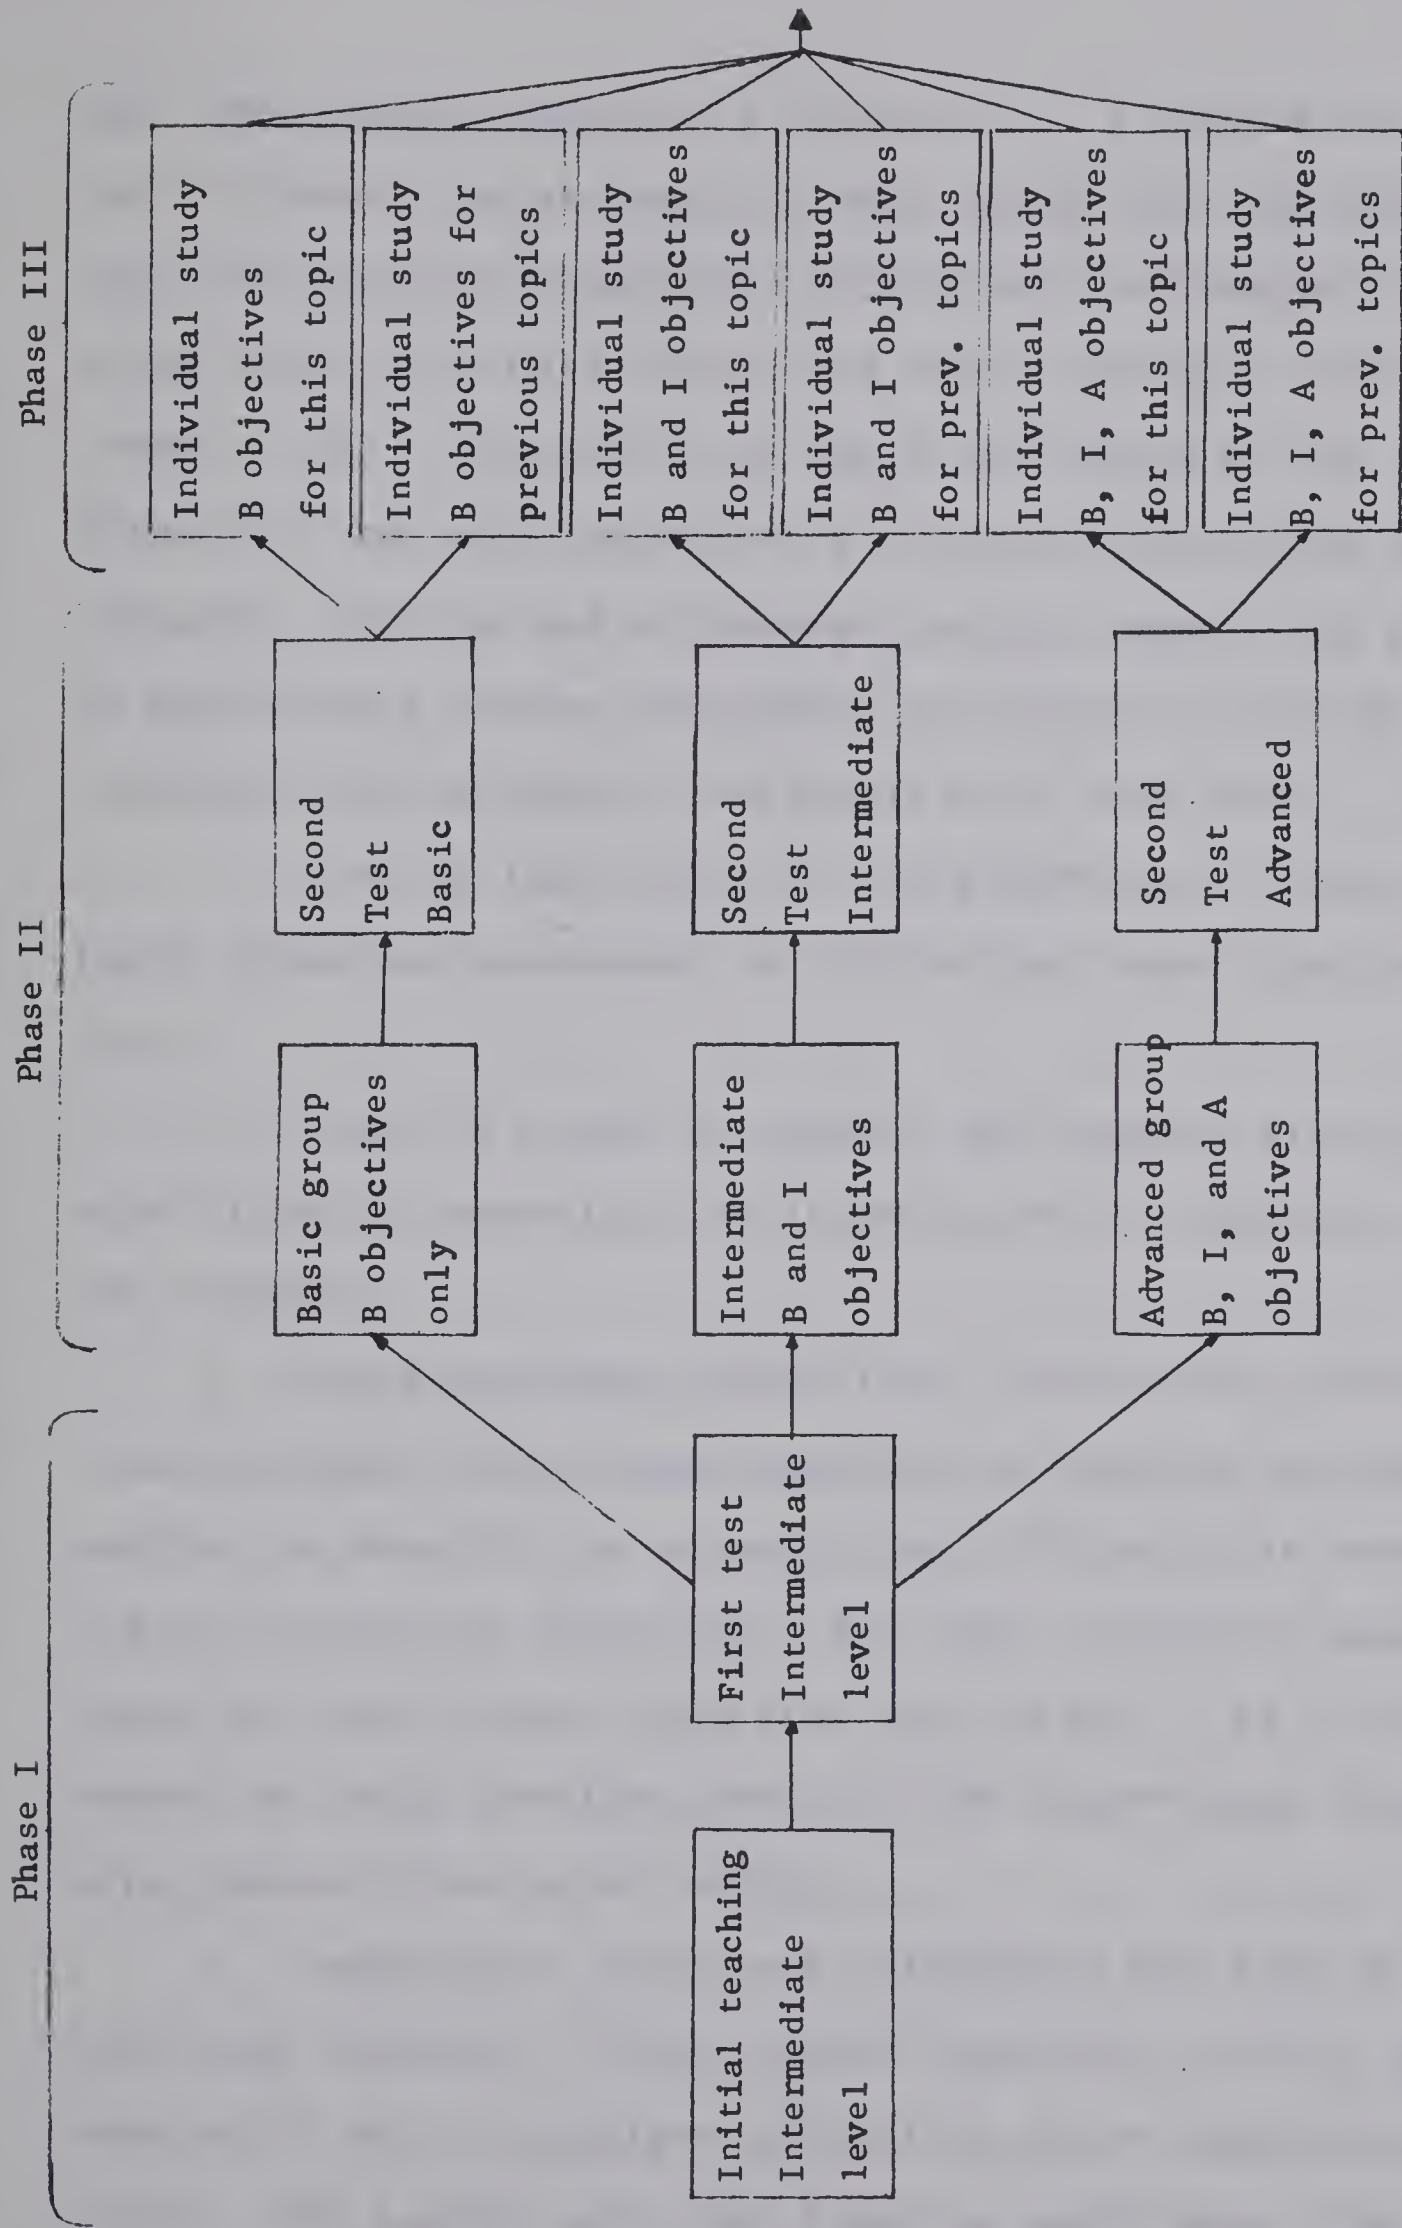 Phase I
Phase II
Phase III
Initial teaching
Intermediate
level
First test
Intermediate
level
Basic group
B objectives
only
Intermediate
B and I
objectives
Advanced group
B, I, and A
objectives
Second
Test
Basic
Second
Test
Intermediate
Second
Test
Advanced
Individual study
B objectives
for this topic
Individual study
B objectives for
previous topics
Individual study
B and I objectives
for this topic
Individual study
B and I objectives
for prev. topics
Individual study
B, I, A objectives
for this topic
Individual study
B, I, A objectives
for prev. topics